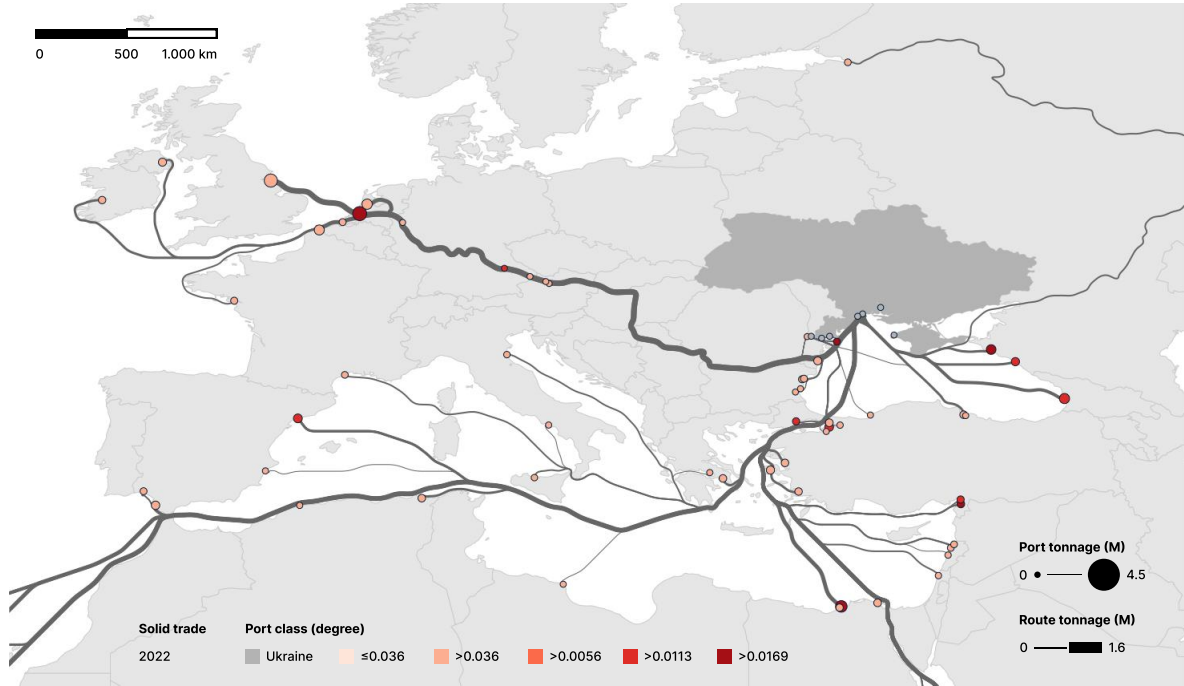 0 500 1.000 km
Port tonnage (M)
0 4.5
Route tonnage (M)
0 1.6
Solid trade Port class (degree)
2022 Ukraine ≤0.036 >0.036 >0.0056 >0.0113 >0.0169